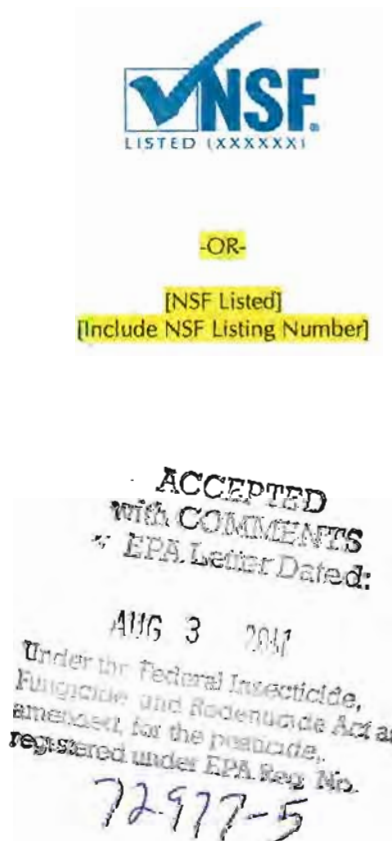 NSF®
LISTED (XXXXXX)
-OR-
[NSF Listed]
[Include NSF Listing Number]
ACCEPTED
with COMMENTS
EPA Letter Dated:
AUG 3
Under the Federal Insecticide,
Fungicide and Rodenticide Act as
amended, for the pesticide,
registered under EPA Reg. No.
72977-5